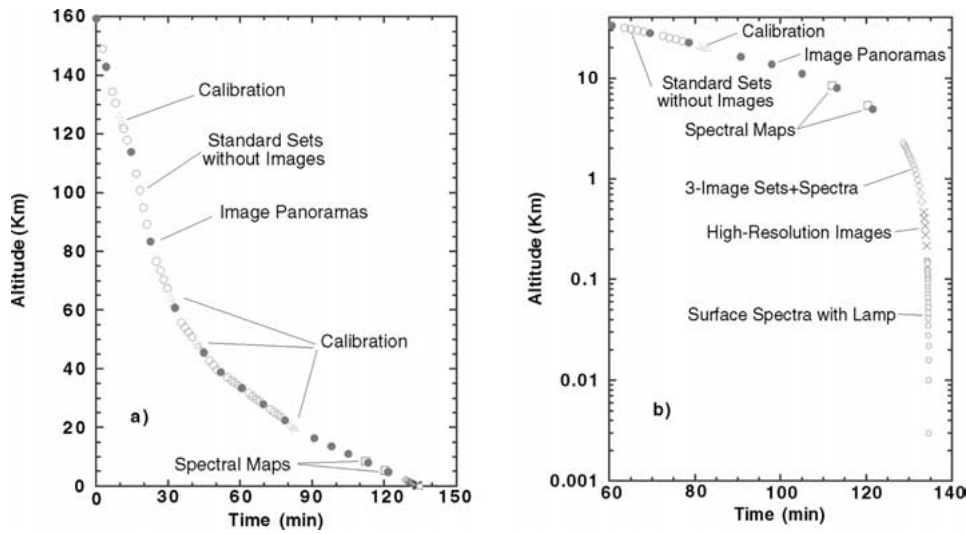 160
140
120
100
80
60
40
20
0
Altitude (Km)
Calibration
Standard Sets
without Images
Image Panoramas
Calibration
a)
Spectral Maps
0 30 60 90 120 150
Time (min)
10
1
0.1
0.01
0.001
Altitude (Km)
Calibration
Image Panoramas
Standard Sets
without Images
Spectral Maps
3-Image Sets+Spectra
High-Resolution Images
Surface Spectra with Lamp
b)
60 80 100 120 140
Time (min)